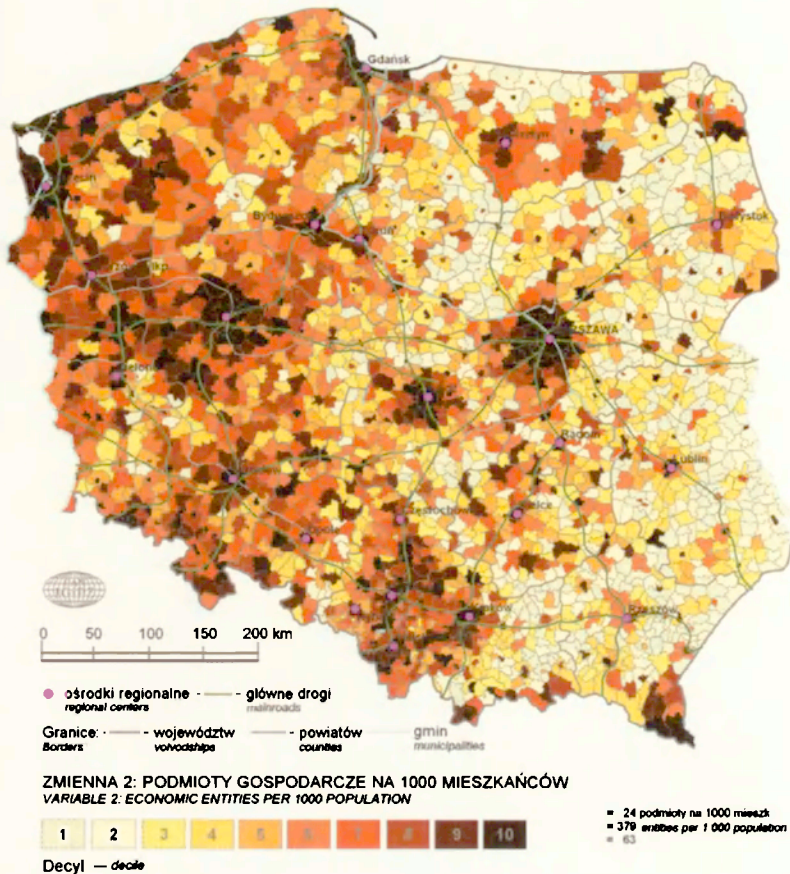 Gdańsk
Białystok
Radom
Lublin
Częstochowa
Rzeszów
0 50 100 150 200 km
ośrodki regionalne główne drogi
regional centers mainroads
Granice: województw powiatów gmin
Borders voivodships counties municipalities
ZMIENNA 2: PODMIOTY GOSPODARCZE NA 1000 MIESZKAŃCÓW
VARIABLE 2: ECONOMIC ENTITIES PER 1000 POPULATION
1 2 3 4 5 6 7 8 9 10
Decyl — decile
= 24 podmioty na 1000 mieszk
= 379 entities per 1 000 population
= 63